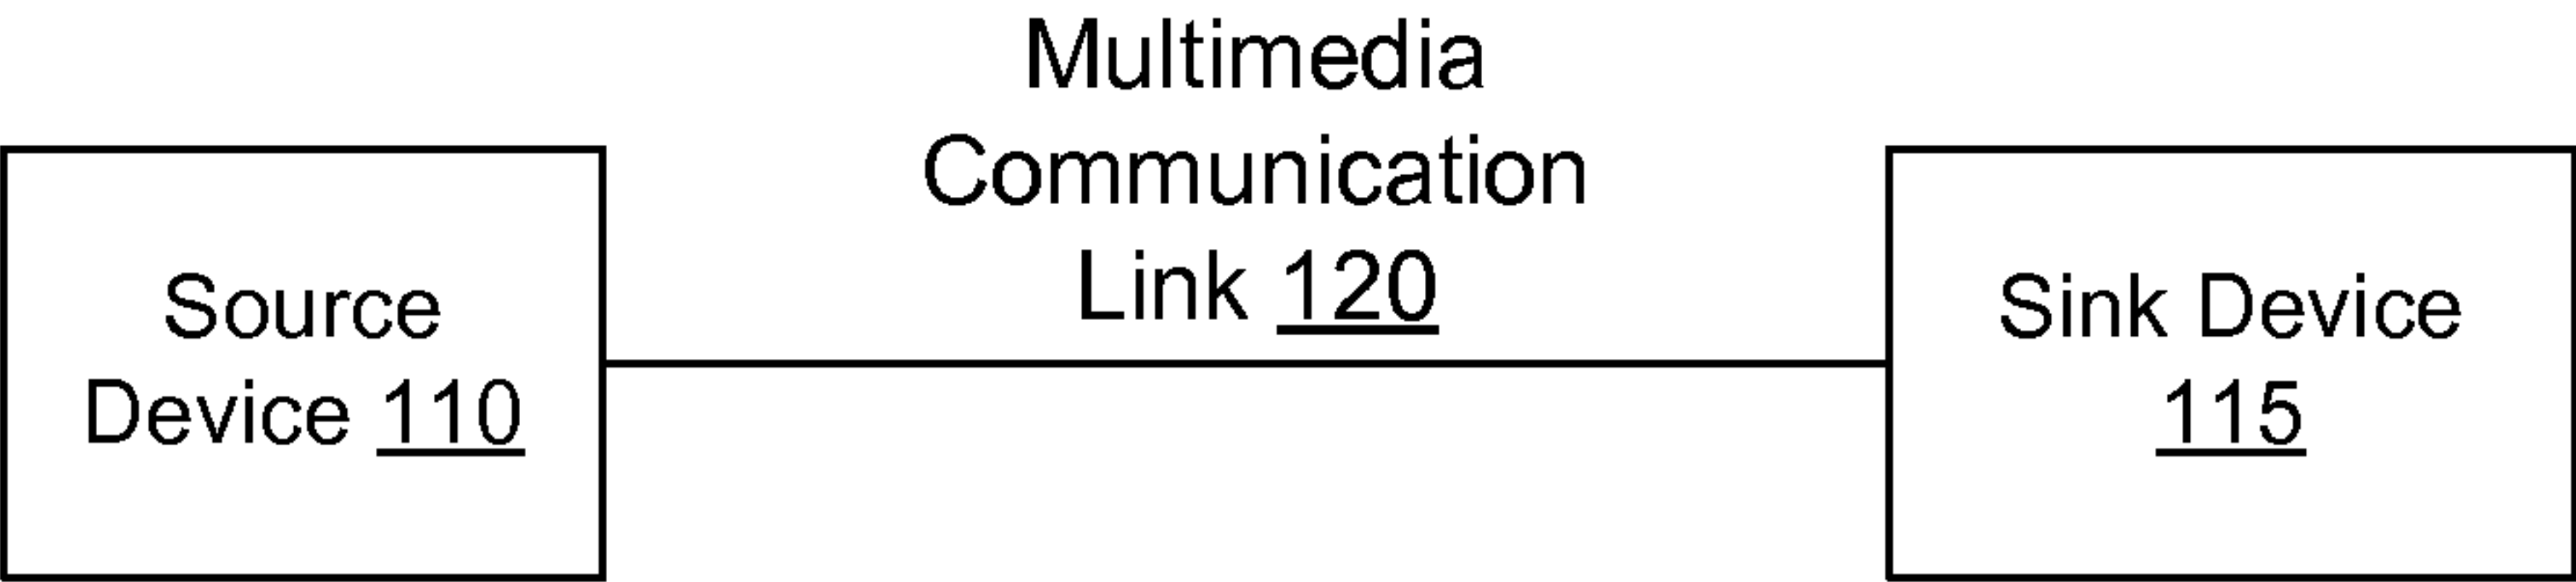 Multimedia
Communication
Link 120
Source
Device 110
Sink Device
115